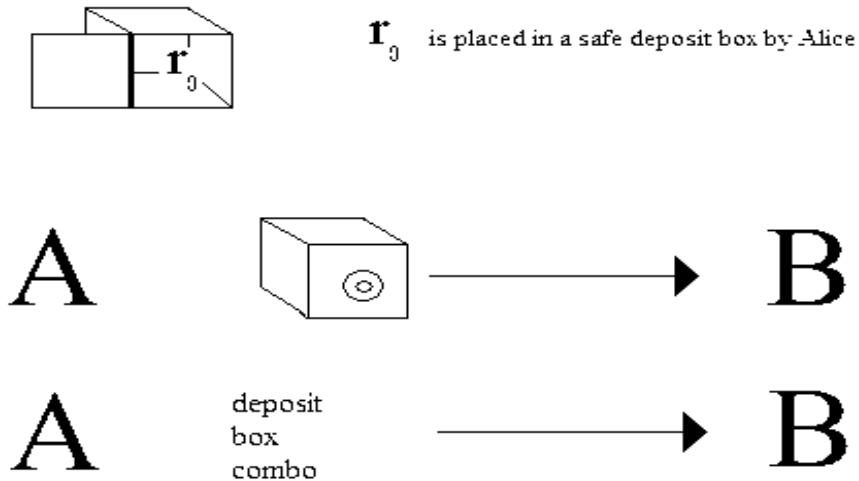 r₀ r₀ is placed in a safe deposit box by Alice
A B
A deposit box combo B